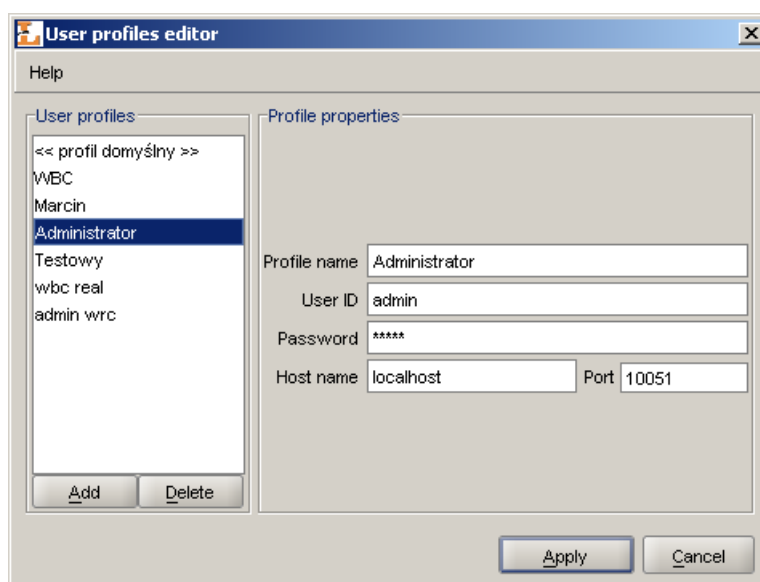 User profiles editor
Help
User profiles
<< profil domyślny >>
WBC
Marcin
Administrator
Testowy
wbc real
admin wrc
Add Delete
Profile properties
Profile name Administrator
User ID admin
Password *****
Host name localhost Port 10051
Apply Cancel